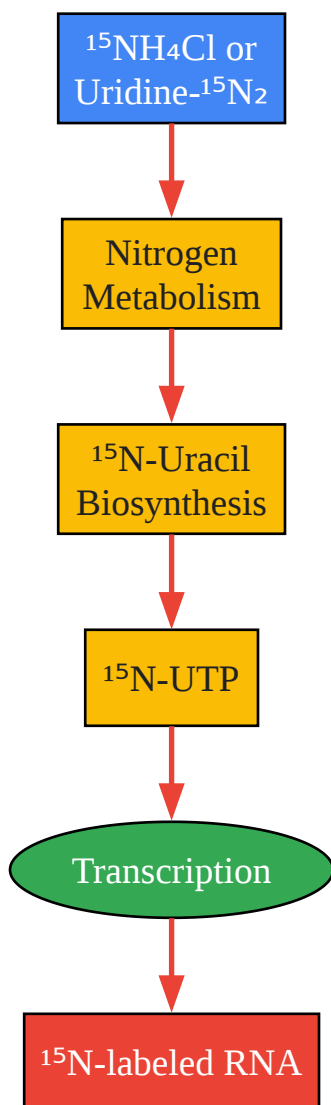 ¹⁵NH₄Cl or
Uridine-¹⁵N₂
Nitrogen
Metabolism
¹⁵N-Uracil
Biosynthesis
¹⁵N-UTP
Transcription
¹⁵N-labeled RNA